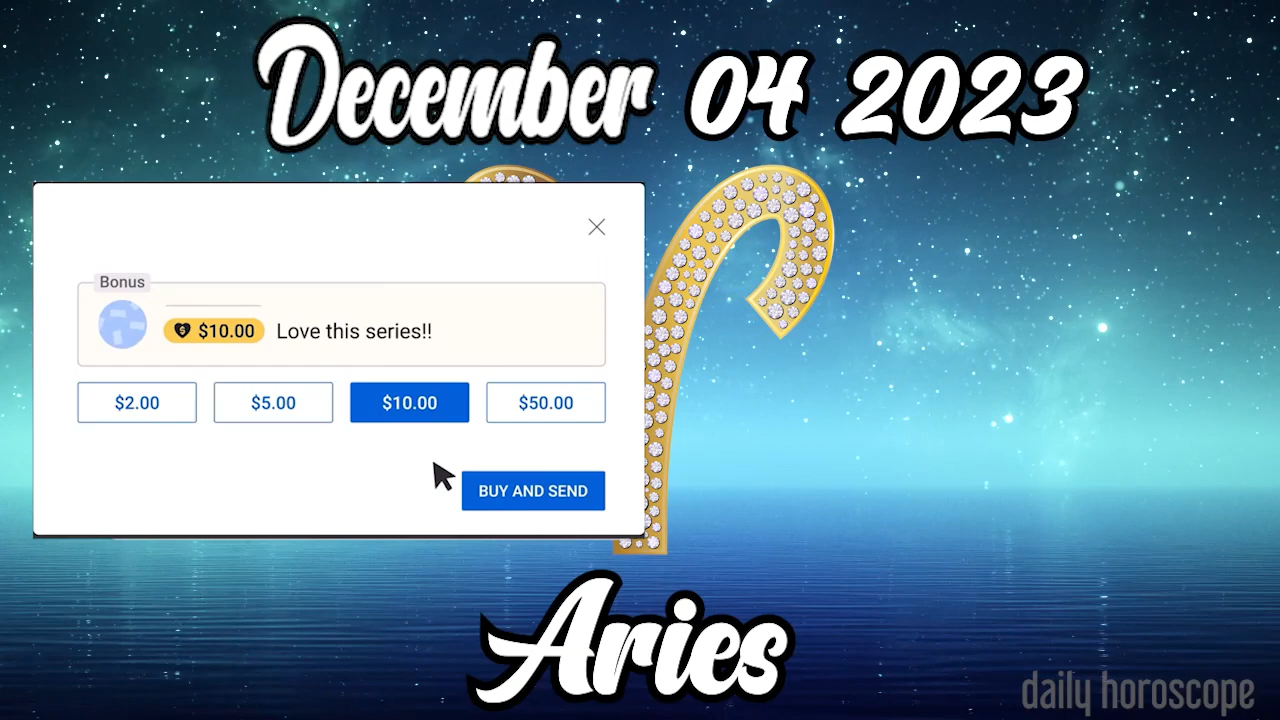 December 04 2023
Bonus
$10.00 Love this series!!
$2.00 $5.00 $10.00 $50.00
BUY AND SEND
Aries
daily horoscope